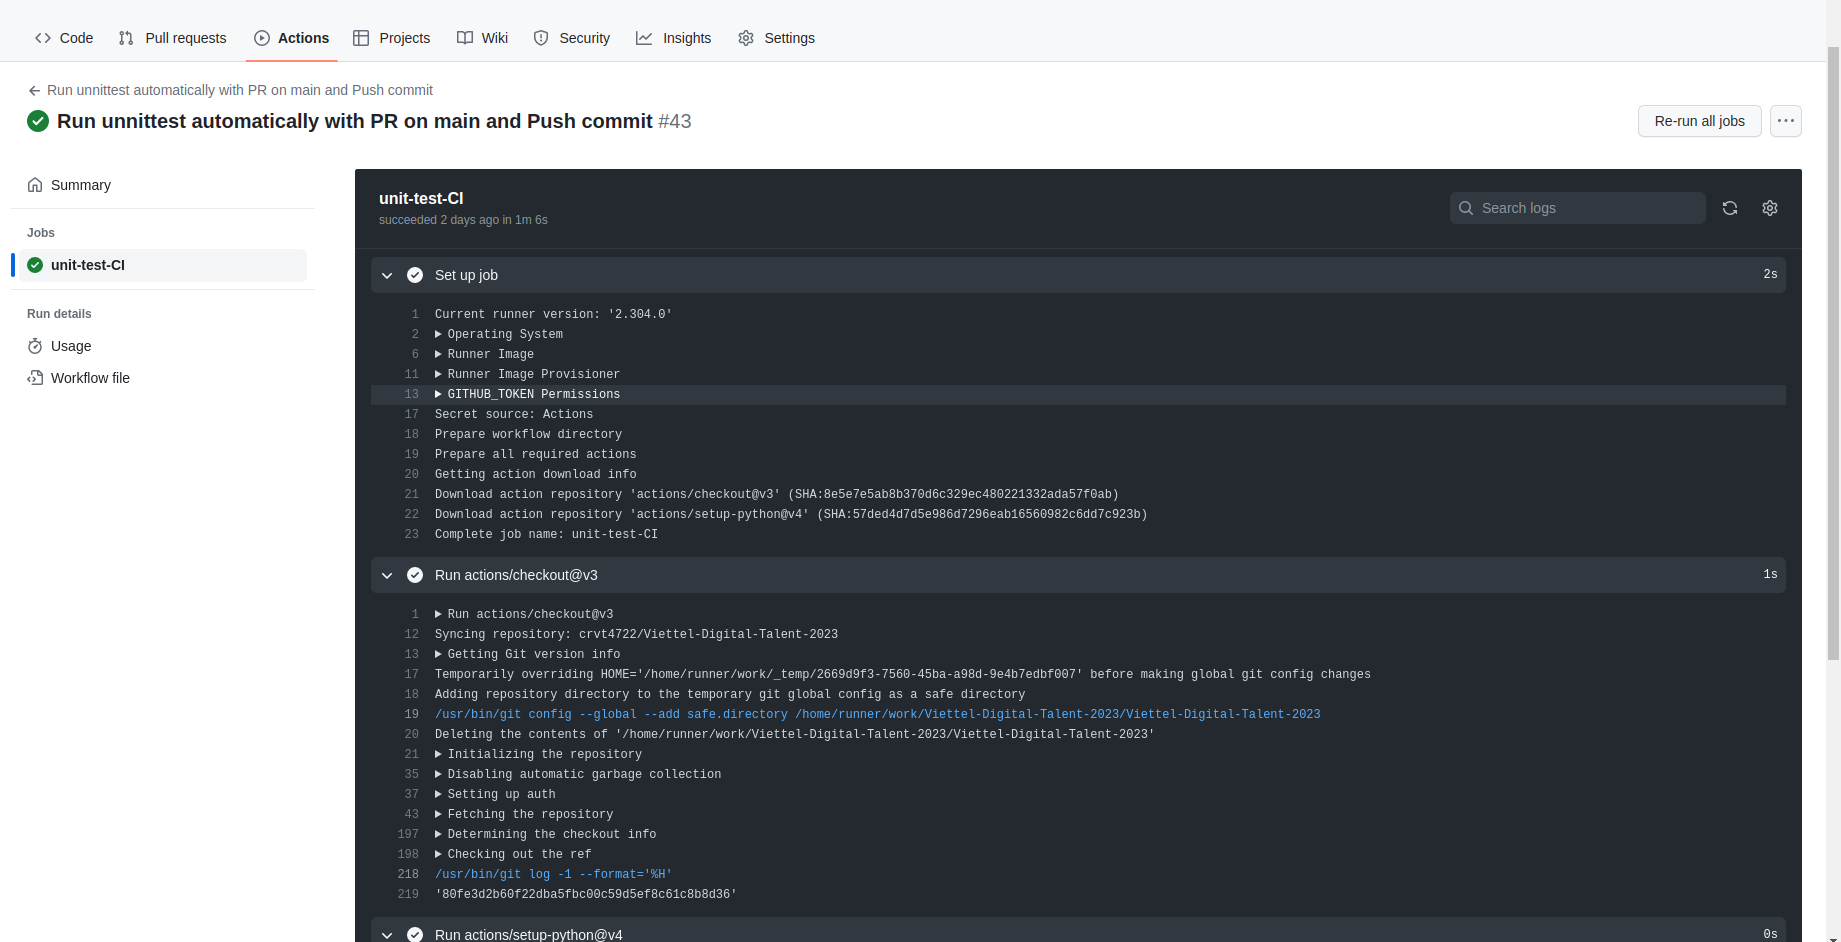 Code Pull requests Actions Projects Wiki Security Insights Settings
Run unnittest automatically with PR on main and Push commit
Run unnittest automatically with PR on main and Push commit #43
Re-run all jobs
Summary
Jobs
unit-test-CI
Run details
Usage
Workflow file
unit-test-CI
succeeded 2 days ago in 1m 6s
Search logs
Set up job 2s
1 Current runner version: '2.304.0'
2 Operating System
6 Runner Image
11 Runner Image Provisioner
13 GITHUB_TOKEN Permissions
17 Secret source: Actions
18 Prepare workflow directory
19 Prepare all required actions
20 Getting action download info
21 Download action repository 'actions/checkout@v3' (SHA:8e5e7e5ab8b370d6c329ec480221332ada57f0ab)
22 Download action repository 'actions/setup-python@v4' (SHA:57ded4d7d5e986d7296eab16560982c6dd7c923b)
23 Complete job name: unit-test-CI
Run actions/checkout@v3 1s
1 Run actions/checkout@v3
12 Syncing repository: crvt4722/Viettel-Digital-Talent-2023
13 Getting Git version info
17 Temporarily overriding HOME='/home/runner/work/_temp/2669d9f3-7560-45ba-a98d-9e4b7edbf007' before making global git config changes
18 Adding repository directory to the temporary git global config as a safe directory
19 /usr/bin/git config --global --add safe.directory /home/runner/work/Viettel-Digital-Talent-2023/Viettel-Digital-Talent-2023
20 Deleting the contents of '/home/runner/work/Viettel-Digital-Talent-2023/Viettel-Digital-Talent-2023'
21 Initializing the repository
35 Disabling automatic garbage collection
37 Setting up auth
43 Fetching the repository
197 Determining the checkout info
198 Checking out the ref
218 /usr/bin/git log -1 --format='%H'
219 '80fe3d2b60f22dba5fbc00c59d5ef8c61c8b8d36'
Run actions/setup-python@v4 0s